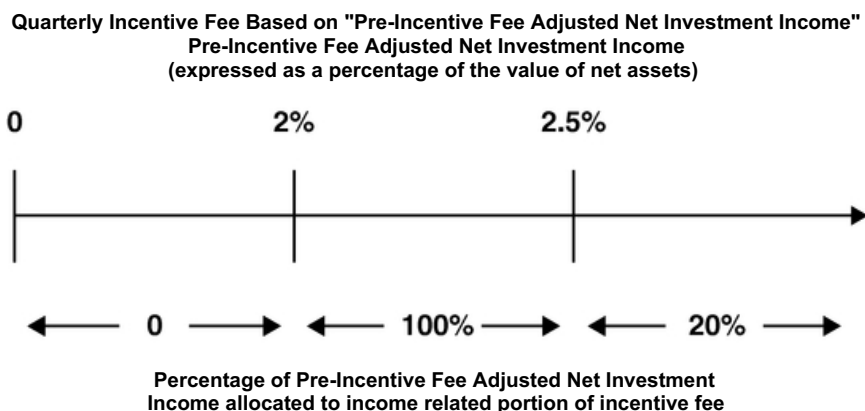 Quarterly Incentive Fee Based on "Pre-Incentive Fee Adjusted Net Investment Income"
Pre-Incentive Fee Adjusted Net Investment Income
(expressed as a percentage of the value of net assets)
0 2% 2.5%
0 100% 20%
Percentage of Pre-Incentive Fee Adjusted Net Investment
Income allocated to income related portion of incentive fee